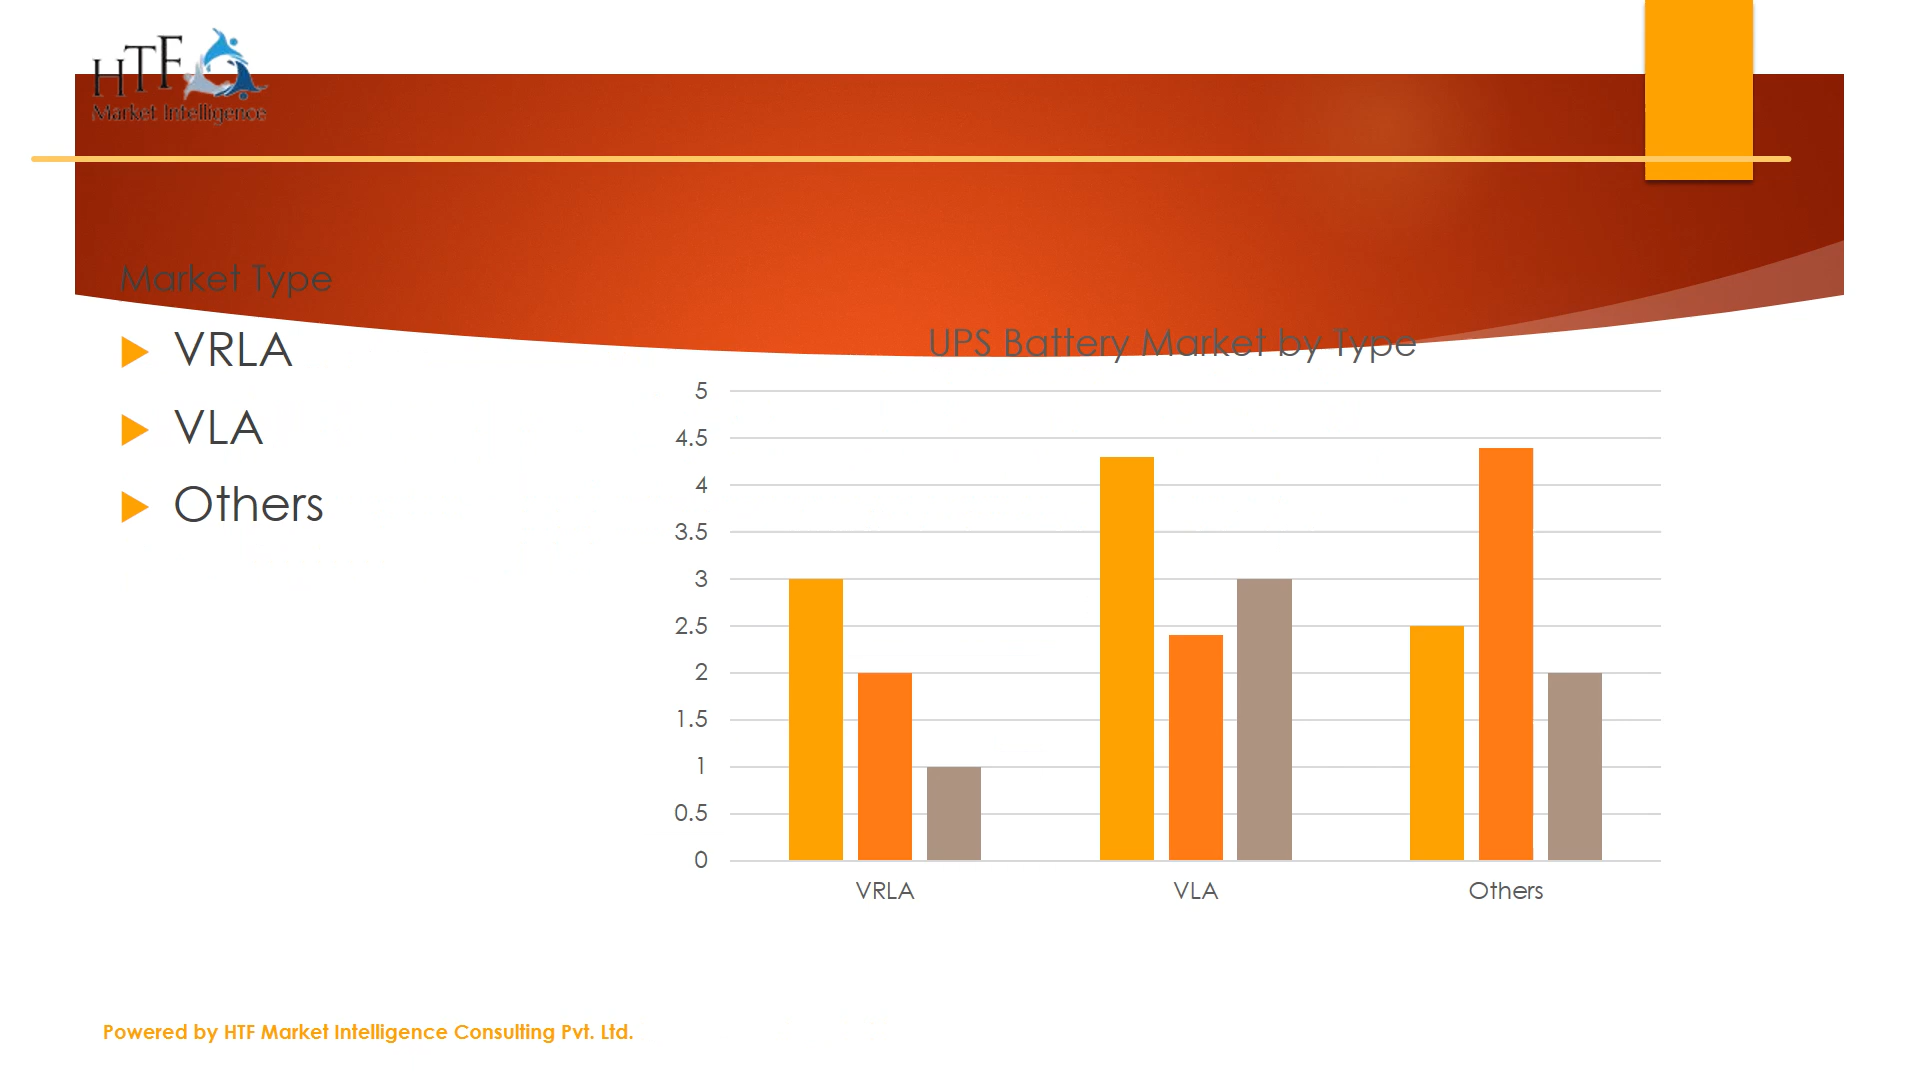 HTF
Market Intelligence
Market Type
VRLA
VLA
Others
UPS Battery Market by Type
5
4.5
4
3.5
3
2.5
2
1.5
1
0.5
0
VRLA VLA Others
Powered by HTF Market Intelligence Consulting Pvt. Ltd.